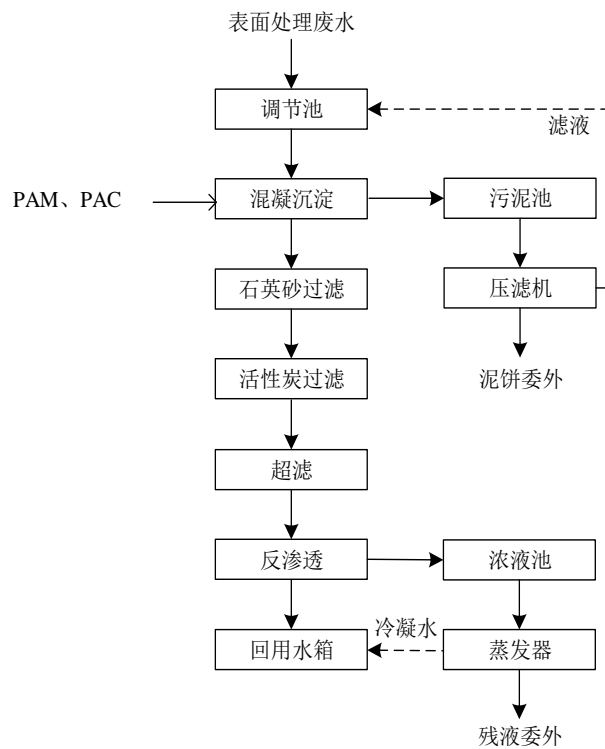 表面处理废水
调节池
滤液
PAM、PAC
混凝沉淀
污泥池
石英砂过滤
压滤机
活性炭过滤
泥饼委外
超滤
反渗透
浓液池
冷凝水
回用水箱
蒸发器
残液委外